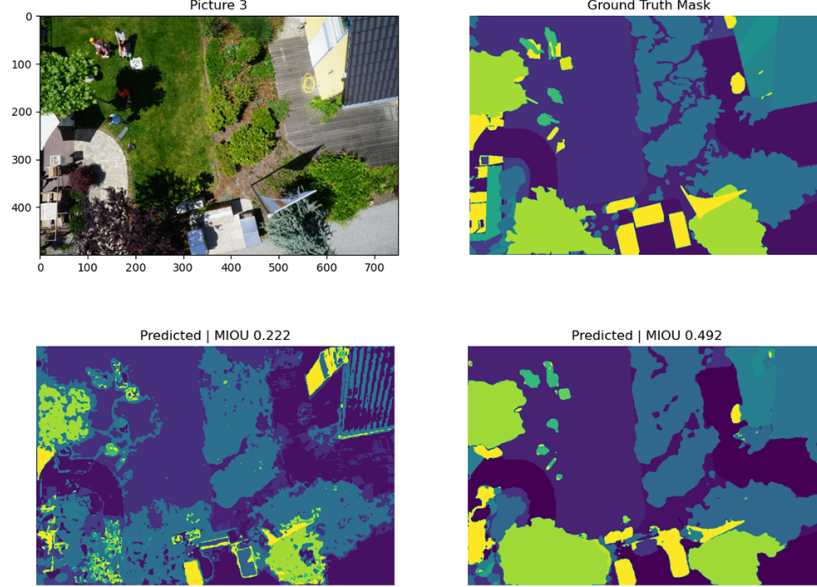 Picture 3
Ground Truth Mask
0
100
200
300
400
0 100 200 300 400 500 600 700
Predicted | MIOU 0.222
Predicted | MIOU 0.492